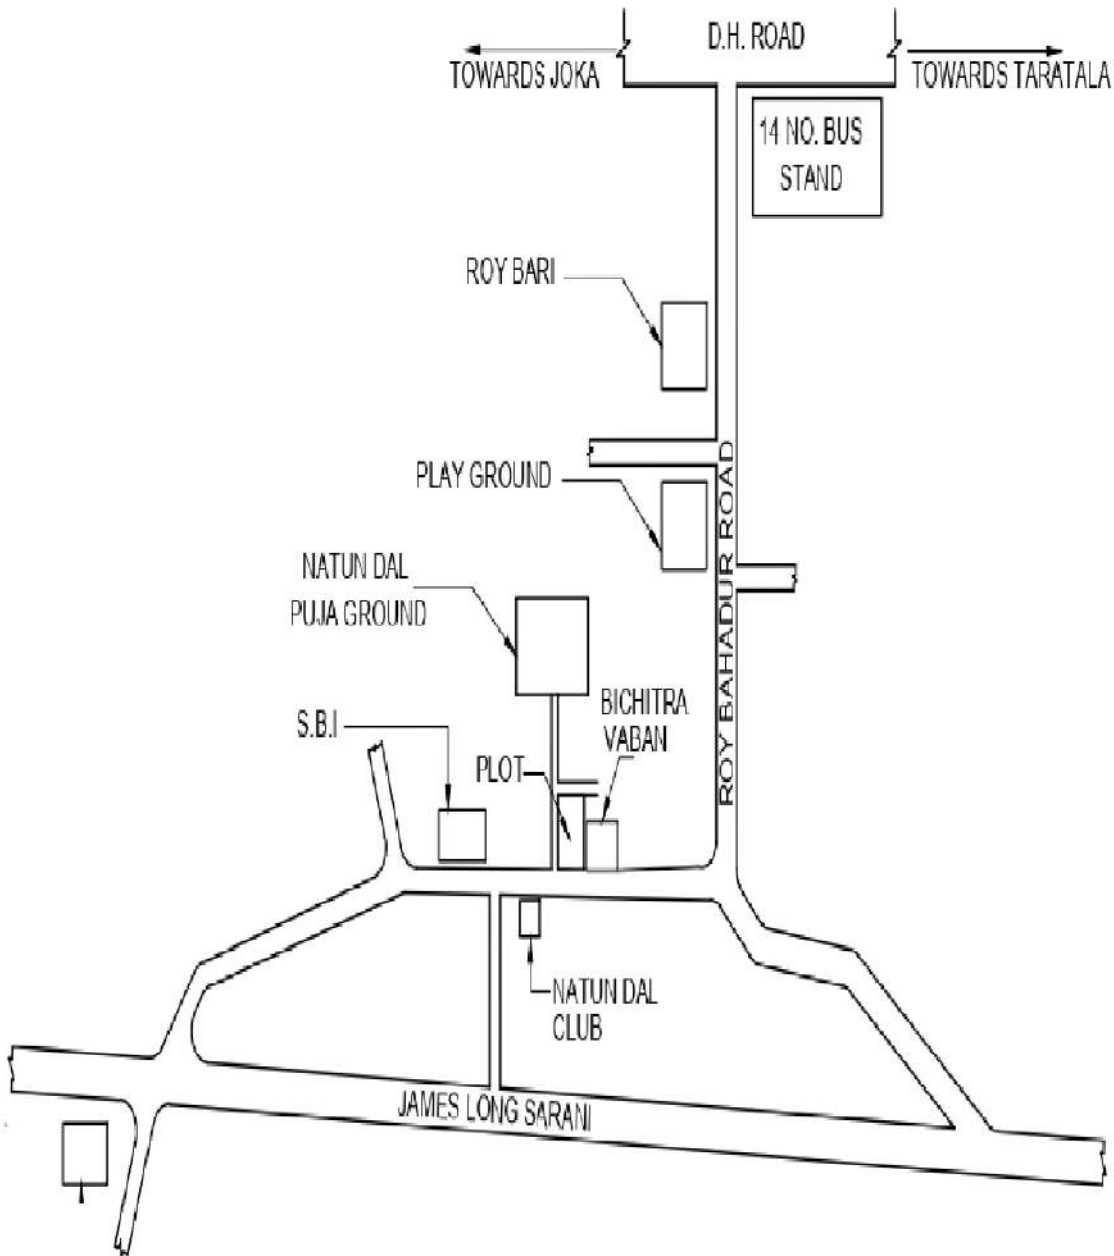 D.H. ROAD
TOWARDS JOKA
TOWARDS TARATALA
14 NO. BUS
STAND
ROY BARI
PLAY GROUND
ROY BAHADUR ROAD
NATUN DAL
PUJA GROUND
BICHITRA
VABAN
S.B.I
PLOT
NATUN DAL
CLUB
JAMES LONG SARANI